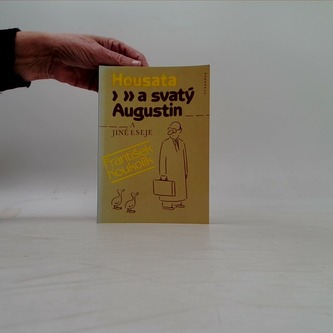 Housata
› ›› a svatý
Augustin
A
JINÉ ESEJE
František
Koukolík